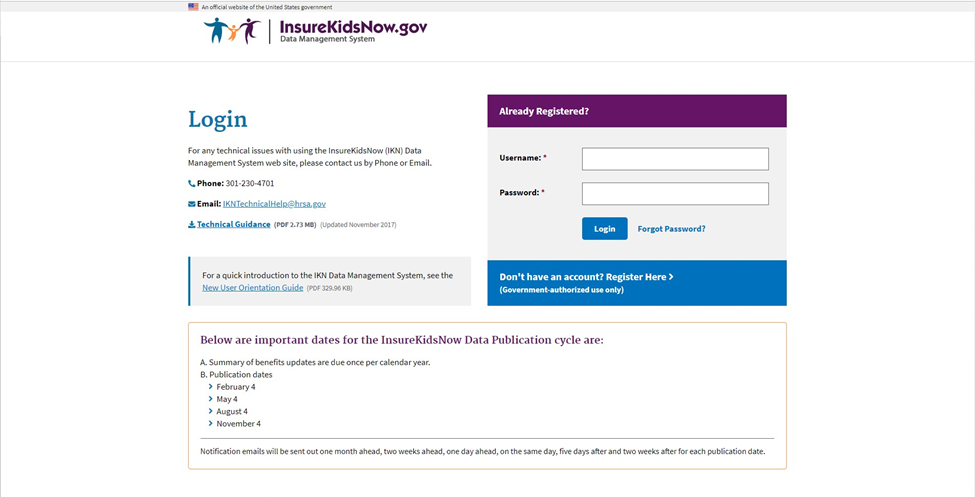 An official website of the United States government
InsureKidsNow.gov
Data Management System
Login
For any technical issues with using the InsureKidsNow (IKN) Data
Management System web site, please contact us by Phone or Email.
Phone: 301-230-4701
Email: IKNTechnicalHelp@hrsa.gov
Technical Guidance (PDF 2.73 MB) (Updated November 2017)
For a quick introduction to the IKN Data Management System, see the
New User Orientation Guide (PDF 329.96 KB)
Already Registered?
Username: *
Password: *
Login Forgot Password?
Don't have an account? Register Here >
(Government-authorized use only)
Below are important dates for the InsureKidsNow Data Publication cycle are:
A. Summary of benefits updates are due once per calendar year.
B. Publication dates
> February 4
> May 4
> August 4
> November 4
Notification emails will be sent out one month ahead, two weeks ahead, one day ahead, on the same day, five days after and two weeks after for each publication date.